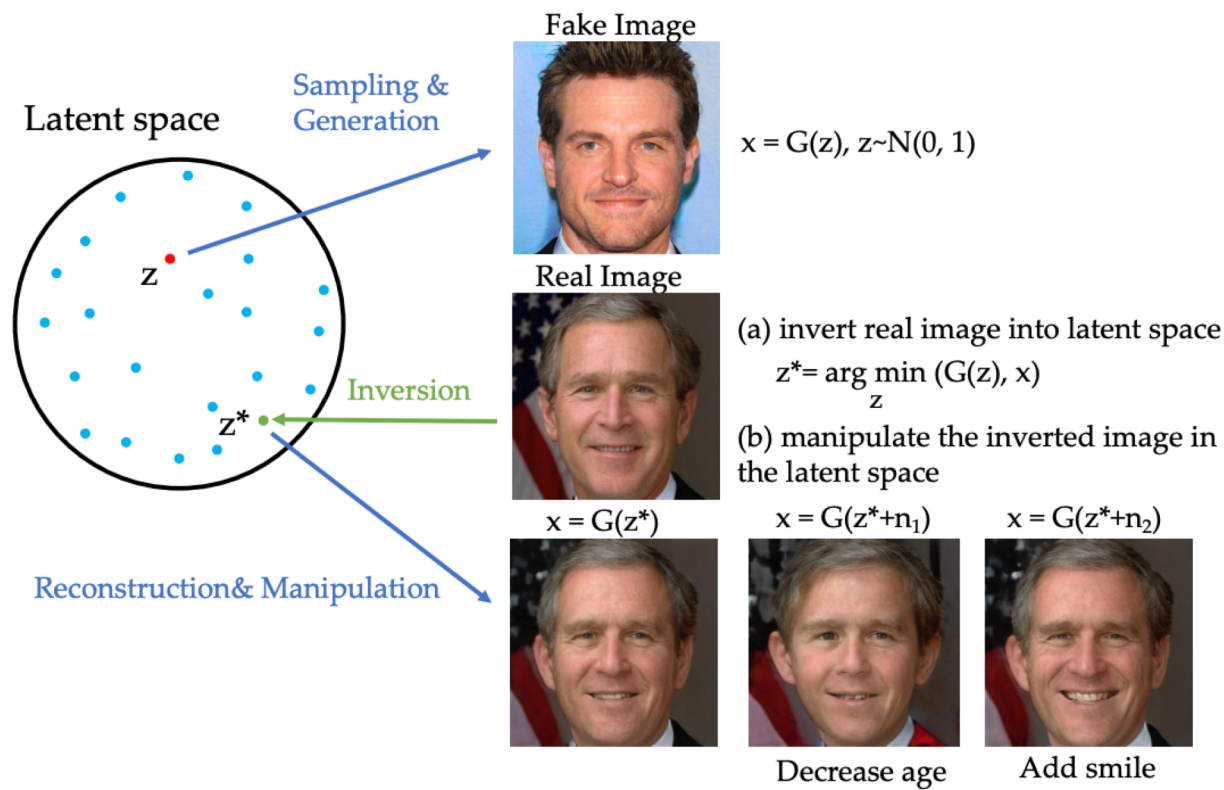 Fake Image
Sampling &
Generation
Latent space
x = G(z), z~N(0, 1)
z
Real Image
(a) invert real image into latent space
z*= arg min (G(z), x)
z
Inversion
z*
(b) manipulate the inverted image in
the latent space
x = G(z*)
x = G(z*+n₁)
x = G(z*+n₂)
Reconstruction& Manipulation
Decrease age
Add smile